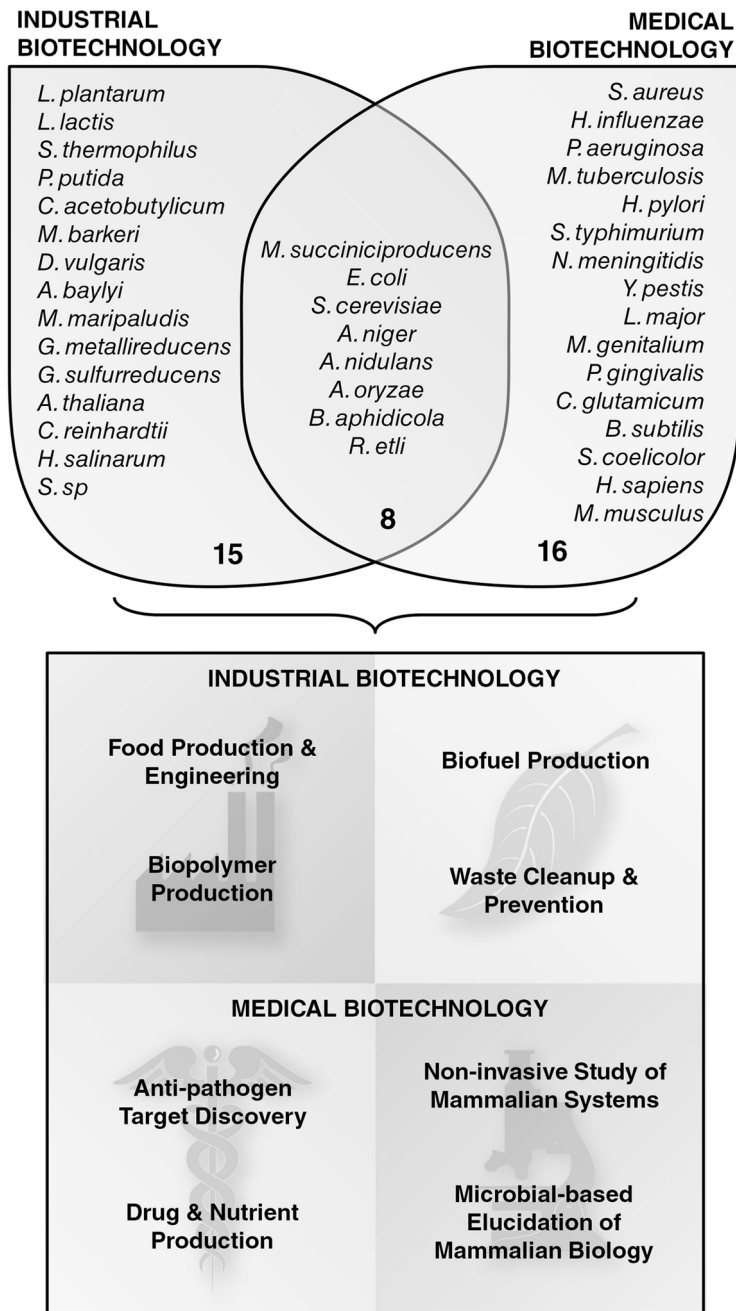 INDUSTRIAL
BIOTECHNOLOGY
MEDICAL
BIOTECHNOLOGY
L. plantarum
L. lactis
S. thermophilus
P. putida
C. acetobutylicum
M. barkeri
D. vulgaris
A. baylyi
M. maripaludis
G. metallireducens
G. sulfurreducens
A. thaliana
C. reinhardtii
H. salinarum
S. sp
15
M. succiniciproducens
E. coli
S. cerevisiae
A. niger
A. nidulans
A. oryzae
B. aphidicola
R. etli
8
S. aureus
H. influenzae
P. aeruginosa
M. tuberculosis
H. pylori
S. typhimurium
N. meningitidis
Y. pestis
L. major
M. genitalium
P. gingivalis
C. glutamicum
B. subtilis
S. coelicolor
H. sapiens
M. musculus
16
INDUSTRIAL BIOTECHNOLOGY
Food Production &
Engineering
Biopolymer
Production
Biofuel Production
Waste Cleanup &
Prevention
MEDICAL BIOTECHNOLOGY
Anti-pathogen
Target Discovery
Drug & Nutrient
Production
Non-invasive Study of
Mammalian Systems
Microbial-based
Elucidation of
Mammalian Biology